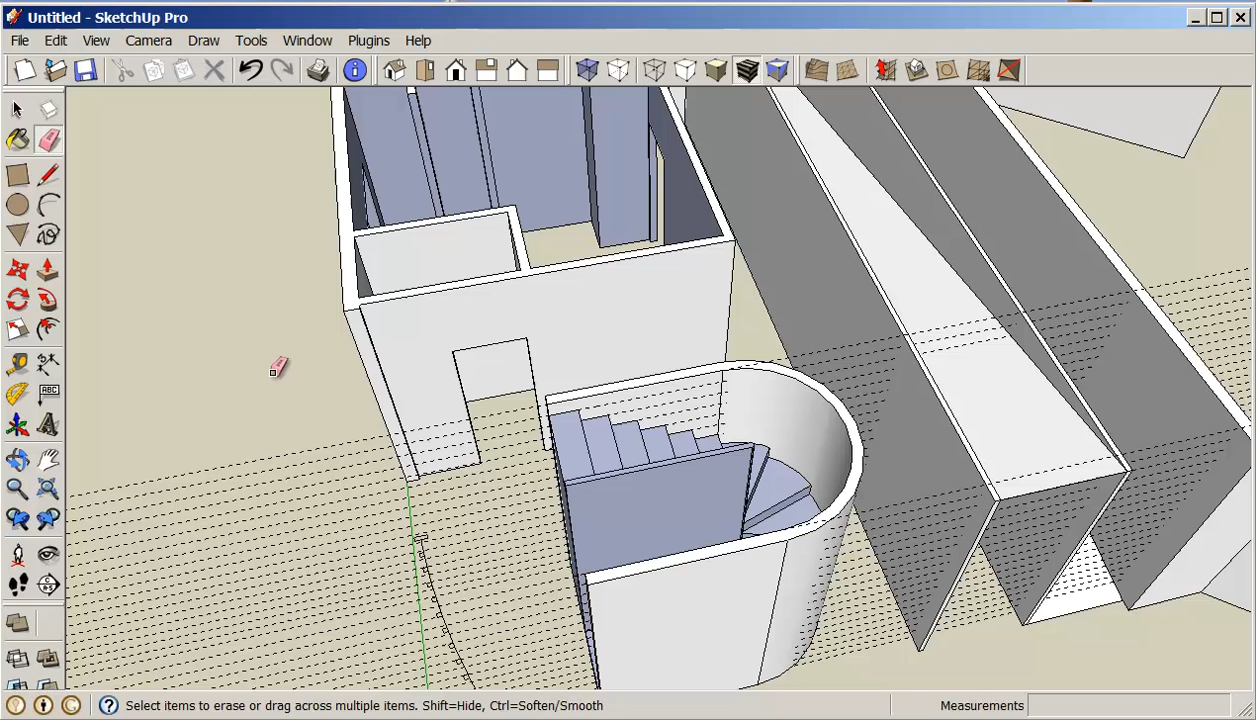 Untitled - SketchUp Pro
File Edit View Camera Draw Tools Window Plugins Help
Select items to erase or drag across multiple items. Shift=Hide, Ctrl=Soften/Smooth Measurements